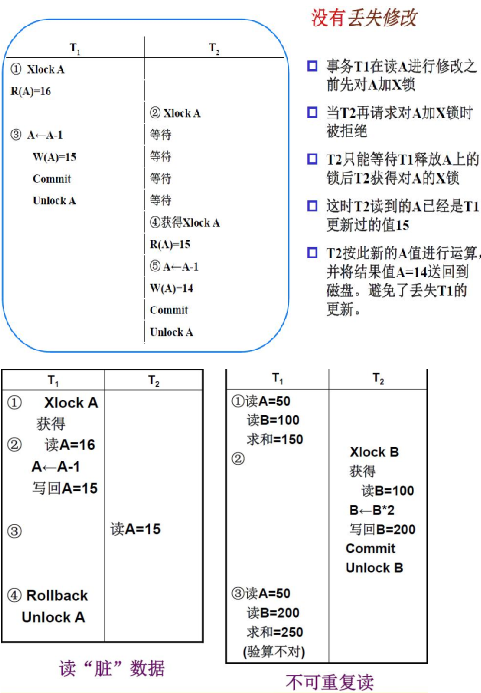 没有丢失修改
T₁ T₂
① Xlock A
R(A)=16
② Xlock A
③ A←A-1 等待
W(A)=15 等待
Commit 等待
Unlock A 等待
④获得Xlock A
R(A)=15
⑤ A←A-1
W(A)=14
Commit
Unlock A
事务T1在读A进行修改之
前先对A加X锁
当T2再请求对A加X锁时
被拒绝
T2只能等待T1释放A上的
锁后T2获得对A的X锁
这时T2读到的A已经是T1
更新过的值15
T2按此新的A值进行运算,
并将结果值A=14送回到
磁盘。避免了丢失T1的
更新。
T₁ T₂
① Xlock A
获得
② 读A=16
A←A-1
写回A=15
③ 读A=15
④ Rollback
Unlock A
读“脏”数据
T₁ T₂
①读A=50
读B=100
求和=150
②
Xlock B
获得
读B=100
B←B*2
写回B=200
Commit
Unlock B
③读A=50
读B=200
求和=250
(验算不对)
不可重复读